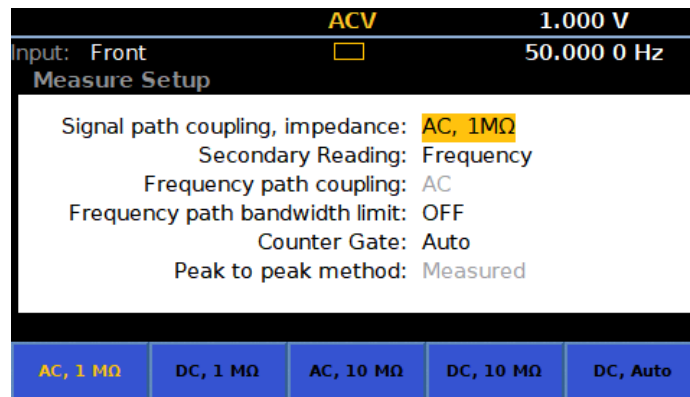 ACV 1.000 V
Input: Front 50.000 0 Hz
Measure Setup
Signal path coupling, impedance: AC, 1MΩ
Secondary Reading: Frequency
Frequency path coupling: AC
Frequency path bandwidth limit: OFF
Counter Gate: Auto
Peak to peak method: Measured
AC, 1 MΩ DC, 1 MΩ AC, 10 MΩ DC, 10 MΩ DC, Auto